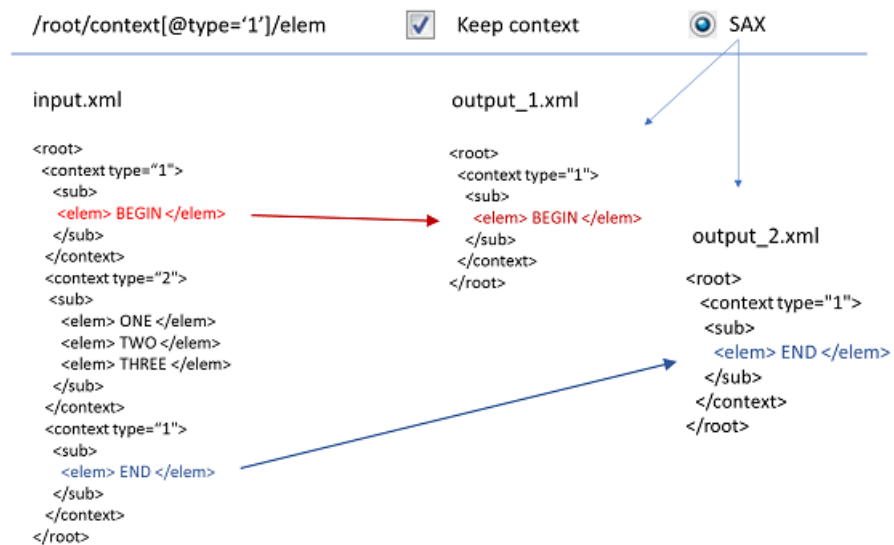 /root/context[@type=‘1’]/elem
Keep context
SAX
input.xml
<root>
<context type=“1">
<sub>
<elem> BEGIN </elem>
</sub>
</context>
<context type=“2">
<sub>
<elem> ONE </elem>
<elem> TWO </elem>
<elem> THREE </elem>
</sub>
</context>
<context type=“1">
<sub>
<elem> END </elem>
</sub>
</context>
</root>
output_1.xml
<root>
<context type="1">
<sub>
<elem> BEGIN </elem>
</sub>
</context>
</root>
output_2.xml
<root>
<context type="1">
<sub>
<elem> END </elem>
</sub>
</context>
</root>